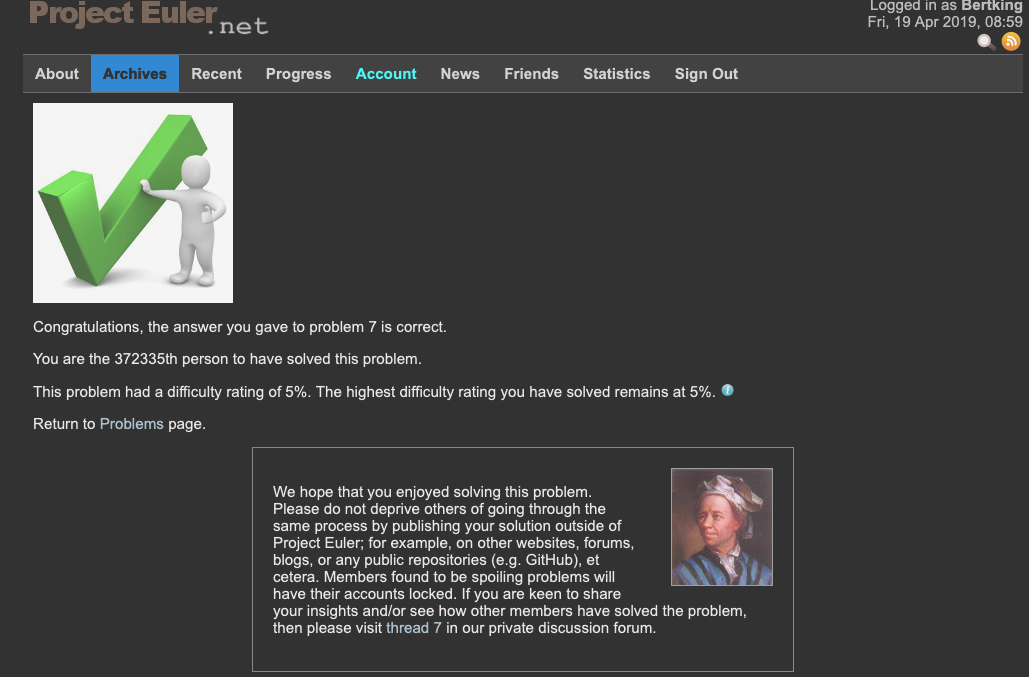 Project Euler.net
Logged in as Bertking
Fri, 19 Apr 2019, 08:59
About Archives Recent Progress Account News Friends Statistics Sign Out
Congratulations, the answer you gave to problem 7 is correct.
You are the 372335th person to have solved this problem.
This problem had a difficulty rating of 5%. The highest difficulty rating you have solved remains at 5%.
Return to Problems page.
We hope that you enjoyed solving this problem.
Please do not deprive others of going through the
same process by publishing your solution outside of
Project Euler; for example, on other websites, forums,
blogs, or any public repositories (e.g. GitHub), et
cetera. Members found to be spoiling problems will
have their accounts locked. If you are keen to share
your insights and/or see how other members have solved the problem,
then please visit thread 7 in our private discussion forum.